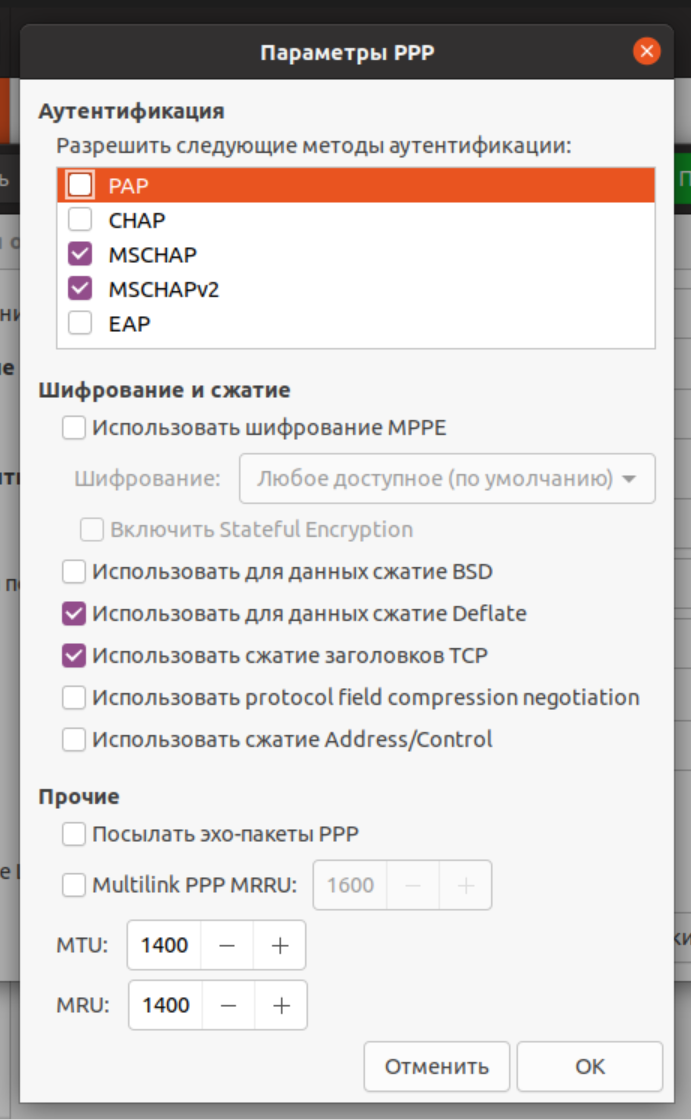 Параметры PPP
Аутентификация
Разрешить следующие методы аутентификации:
PAP
CHAP
MSCHAP
MSCHAPv2
EAP
Шифрование и сжатие
Использовать шифрование MPPE
Шифрование: Любое доступное (по умолчанию)
Включить Stateful Encryption
Использовать для данных сжатие BSD
Использовать для данных сжатие Deflate
Использовать сжатие заголовков TCP
Использовать protocol field compression negotiation
Использовать сжатие Address/Control
Прочие
Посылать эхо-пакеты PPP
Multilink PPP MRRU: 1600 − +
MTU: 1400 − +
MRU: 1400 − +
Отменить OK